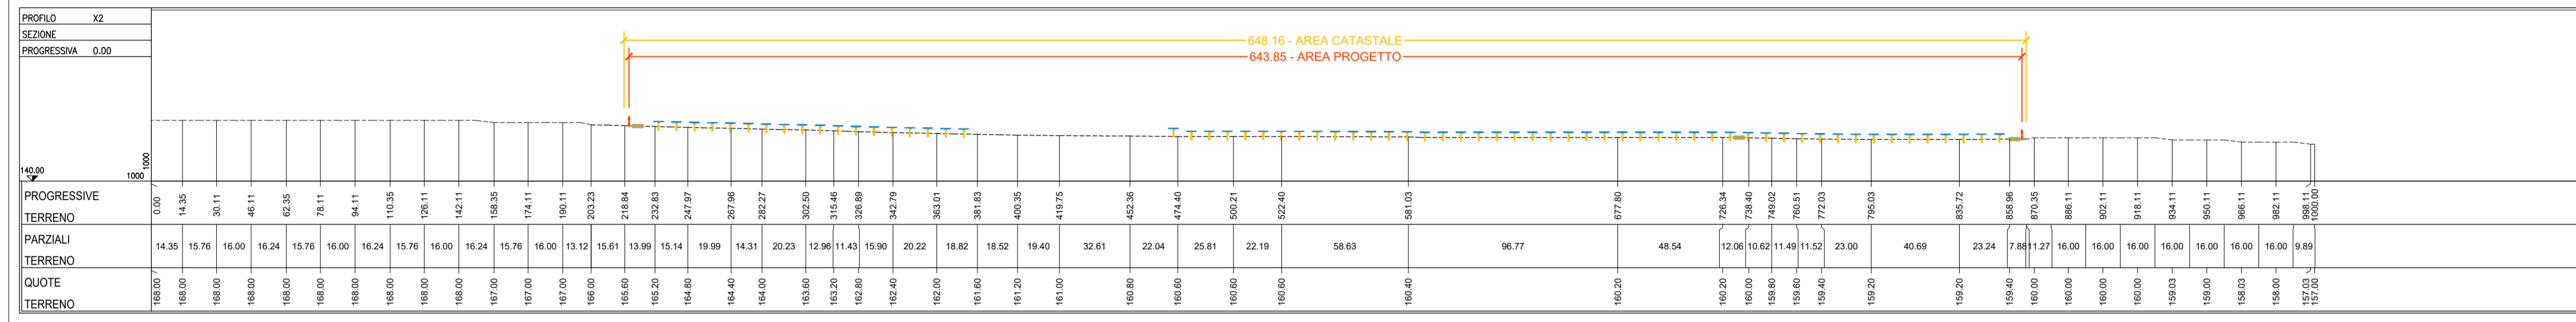 PROFILO X2
SEZIONE
PROGRESSIVA 0.00
648.16 - AREA CATASTALE
643.85 - AREA PROGETTO
140.00
1000
1000
PROGRESSIVE TERRENO
0.00 14.35 30.11 46.11 62.35 78.11 94.11 110.35 126.11 142.11 158.35 174.11 190.11 203.23 218.84 232.83 247.97 267.96 282.27 302.50 315.46 326.89 342.79 363.01 381.83 400.35 419.75 452.36 474.40 500.21 522.40 581.03 677.80 726.34 738.40 749.02 760.51 772.03 795.03 835.72 858.96 870.35 886.11 902.11 918.11 934.11 950.11 966.11 982.11 998.11 1000.00
PARZIALI TERRENO
14.35 15.76 16.00 16.24 15.76 16.00 16.24 15.76 16.00 16.24 15.76 16.00 13.12 15.61 13.99 15.14 19.99 14.31 20.23 12.96 11.43 15.90 20.22 18.82 18.52 19.40 32.61 22.04 25.81 22.19 58.63 96.77 48.54 12.06 10.62 11.49 11.52 23.00 40.69 23.24 7.88 11.27 16.00 16.00 16.00 16.00 16.00 16.00 16.00 9.89
QUOTE TERRENO
168.00 168.00 168.00 168.00 168.00 168.00 168.00 168.00 168.00 168.00 167.00 167.00 167.00 166.00 165.60 165.20 164.80 164.40 164.00 163.60 163.20 162.80 162.40 162.00 161.60 161.20 161.00 160.80 160.60 160.60 160.60 160.40 160.20 160.20 160.00 159.80 159.60 159.40 159.20 159.20 159.40 160.00 160.00 160.00 160.00 159.03 159.00 158.03 158.00 157.03 157.00